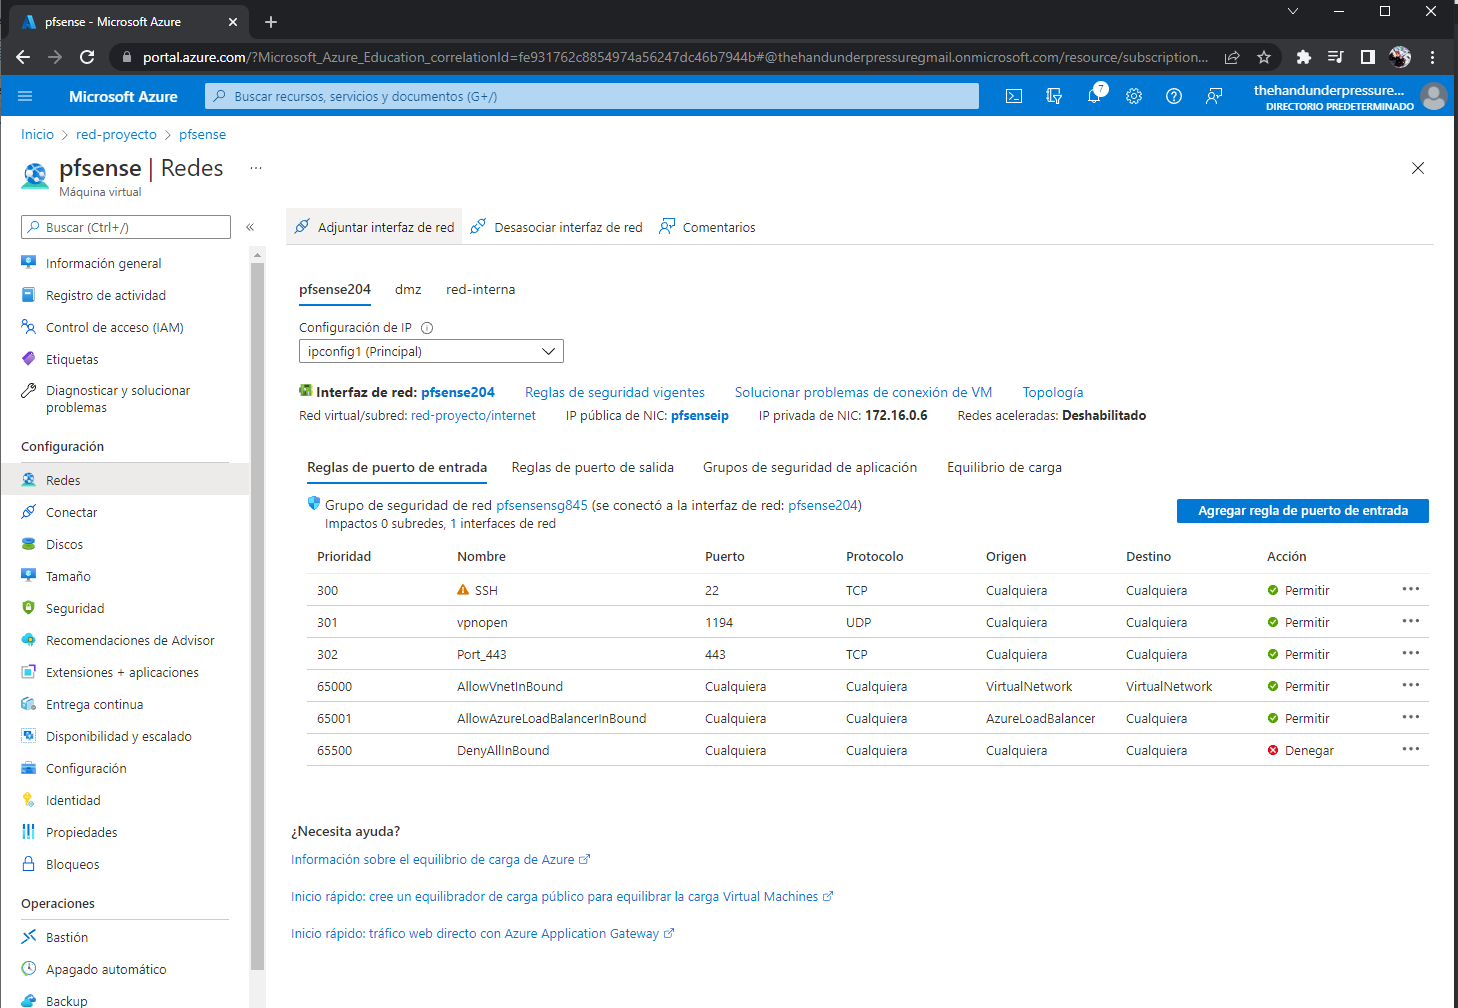 pfsense - Microsoft Azure
portal.azure.com/?Microsoft_Azure_Education_correlationId=fe931762c8854974a56247dc46b7944b#@thehandunderpressuregmail.onmicrosoft.com/resource/subscription...
Microsoft Azure
Buscar recursos, servicios y documentos (G+/)
7
thehandunderpressure...
DIRECTORIO PREDETERMINADO
Inicio > red-proyecto > pfsense
pfsense | Redes ...
Máquina virtual
Buscar (Ctrl+/)
«
Información general
Registro de actividad
Control de acceso (IAM)
Etiquetas
Diagnosticar y solucionar
problemas
Configuración
Redes
Conectar
Discos
Tamaño
Seguridad
Recomendaciones de Advisor
Extensiones + aplicaciones
Entrega continua
Disponibilidad y escalado
Configuración
Identidad
Propiedades
Bloqueos
Operaciones
Bastión
Apagado automático
Backup
Adjuntar interfaz de red Desasociar interfaz de red Comentarios
pfsense204 dmz red-interna
Configuración de IP
ipconfig1 (Principal)
Interfaz de red: pfsense204 Reglas de seguridad vigentes Solucionar problemas de conexión de VM Topología
Red virtual/subred: red-proyecto/internet IP pública de NIC: pfsenseip IP privada de NIC: 172.16.0.6 Redes aceleradas: Deshabilitado
Reglas de puerto de entrada Reglas de puerto de salida Grupos de seguridad de aplicación Equilibrio de carga
Grupo de seguridad de red pfsensensg845 (se conectó a la interfaz de red: pfsense204)
Impactos 0 subredes, 1 interfaces de red
Agregar regla de puerto de entrada
Prioridad Nombre Puerto Protocolo Origen Destino Acción
300 SSH 22 TCP Cualquiera Cualquiera Permitir
301 vpnopen 1194 UDP Cualquiera Cualquiera Permitir
302 Port_443 443 TCP Cualquiera Cualquiera Permitir
65000 AllowVnetInBound Cualquiera Cualquiera VirtualNetwork VirtualNetwork Permitir
65001 AllowAzureLoadBalancerInBound Cualquiera Cualquiera AzureLoadBalancer Cualquiera Permitir
65500 DenyAllInBound Cualquiera Cualquiera Cualquiera Cualquiera Denegar
¿Necesita ayuda?
Información sobre el equilibrio de carga de Azure
Inicio rápido: cree un equilibrador de carga público para equilibrar la carga Virtual Machines
Inicio rápido: tráfico web directo con Azure Application Gateway